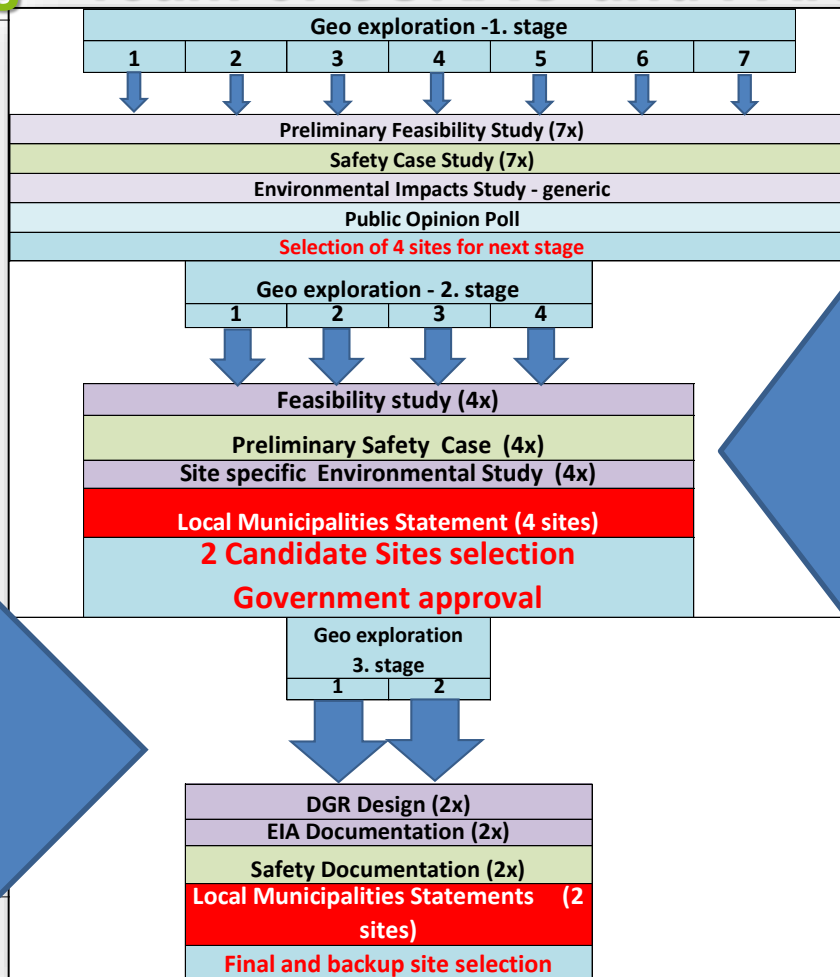 Geo exploration -1. stage
1 2 3 4 5 6 7
Preliminary Feasibility Study (7x)
Safety Case Study (7x)
Environmental Impacts Study - generic
Public Opinion Poll
Selection of 4 sites for next stage
Geo exploration - 2. stage
1 2 3 4
Feasibility study (4x)
Preliminary Safety Case (4x)
Site specific Environmental Study (4x)
Local Municipalities Statement (4 sites)
2 Candidate Sites selection
Government approval
Geo exploration
3. stage
1 2
DGR Design (2x)
EIA Documentation (2x)
Safety Documentation (2x)
Local Municipalities Statements (2
sites)
Final and backup site selection